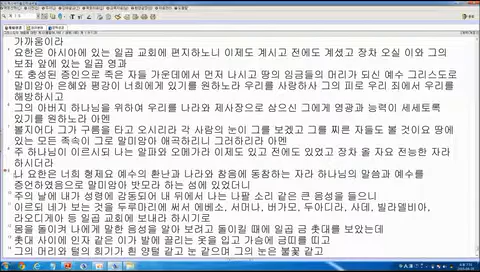 가까움이라
요한은 아시아에 있는 일곱 교회에 편지하노니 이제도 계시고 전에도 계셨고 장차 오실 이와 그의
보좌 앞에 있는 일곱 영과
또 충성된 증인으로 죽은 자들 가운데에서 먼저 나시고 땅의 임금들의 머리가 되신 예수 그리스도로
말미암아 은혜와 평강이 너희에게 있기를 원하노라 우리를 사랑하사 그의 피로 우리 죄에서 우리를
해방하시고
그의 아버지 하나님을 위하여 우리를 나라와 제사장으로 삼으신 그에게 영광과 능력이 세세토록
있기를 원하노라 아멘
볼지어다 그가 구름을 타고 오시리라 각 사람의 눈이 그를 보겠고 그를 찌른 자들도 볼 것이요 땅에
있는 모든 족속이 그로 말미암아 애곡하리니 그러하리라 아멘
주 하나님이 이르시되 나는 알파와 오메가라 이제도 있고 전에도 있었고 장차 올 자요 전능한 자라
하시더라
나 요한은 너희 형제요 예수의 환난과 나라와 참음에 동참하는 자라 하나님의 말씀과 예수를
증언하였음으로 말미암아 밧모라 하는 섬에 있었더니
주의 날에 내가 성령에 감동되어 내 뒤에서 나는 나팔 소리 같은 큰 음성을 들으니
이르되 네가 보는 것을 두루마리에 써서 에베소, 서머나, 버가모, 두아디라, 사데, 빌라델비아,
라오디게아 등 일곱 교회에 보내라 하시기로
몸을 돌이켜 나에게 말한 음성을 알아 보려고 돌이킬 때에 일곱 금 촛대를 보았는데
촛대 사이에 인자 같은 이가 발에 끌리는 옷을 입고 가슴에 금띠를 띠고
그의 머리와 털의 희기가 흰 양털 같고 눈 같으며 그의 눈은 불꽃 같고